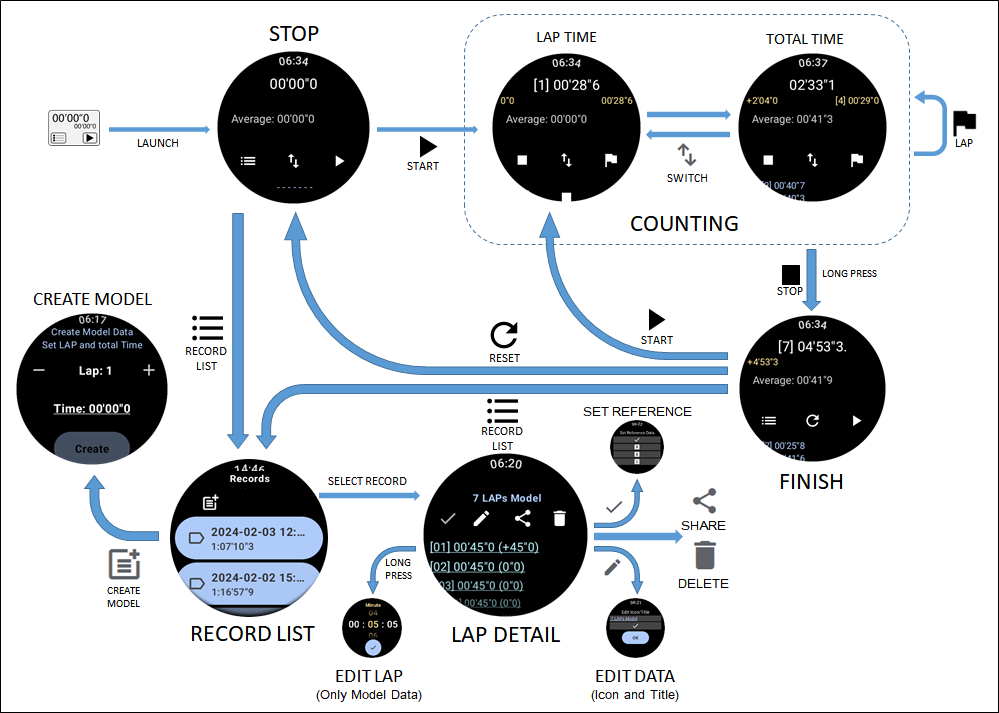 STOP
LAP TIME
TOTAL TIME
06:34
00'00"0
Average: 00'00"0
06:34
[1] 00'28"6
0"0
00'28"6
Average: 00'00"0
06:37
02'33"1
+2'04"0
[4] 00'29"0
Average: 00'41"3
00'40"7
00'00"0
00'00"0
LAUNCH
START
SWITCH
LAP
COUNTING
STOP
LONG PRESS
CREATE MODEL
06:17
Create Model Data
Set LAP and total Time
Lap: 1
Time: 00'00"0
Create
RECORD
LIST
RESET
START
06:34
[7] 04'53"3.
+4'53"3
Average: 00'41"9
00'25"8
FINISH
RECORD
LIST
SET REFERENCE
Set Reference Data
14:46
Records
2024-02-03 12:...
1:07'10"3
2024-02-02 15:...
1:16'57"9
RECORD LIST
CREATE
MODEL
SELECT RECORD
06:20
7 LAPs Model
[01] 00'45"0 (+45"0)
[02] 00'45"0 (0"0)
[03] 00'45"0 (0"0)
00'45"0 (0"0)
LAP DETAIL
SHARE
DELETE
LONG
PRESS
Minute
04
00 : 05 : 05
06
EDIT LAP
(Only Model Data)
Edit Icon/Title
7 LAPs Model
OK
EDIT DATA
(Icon and Title)